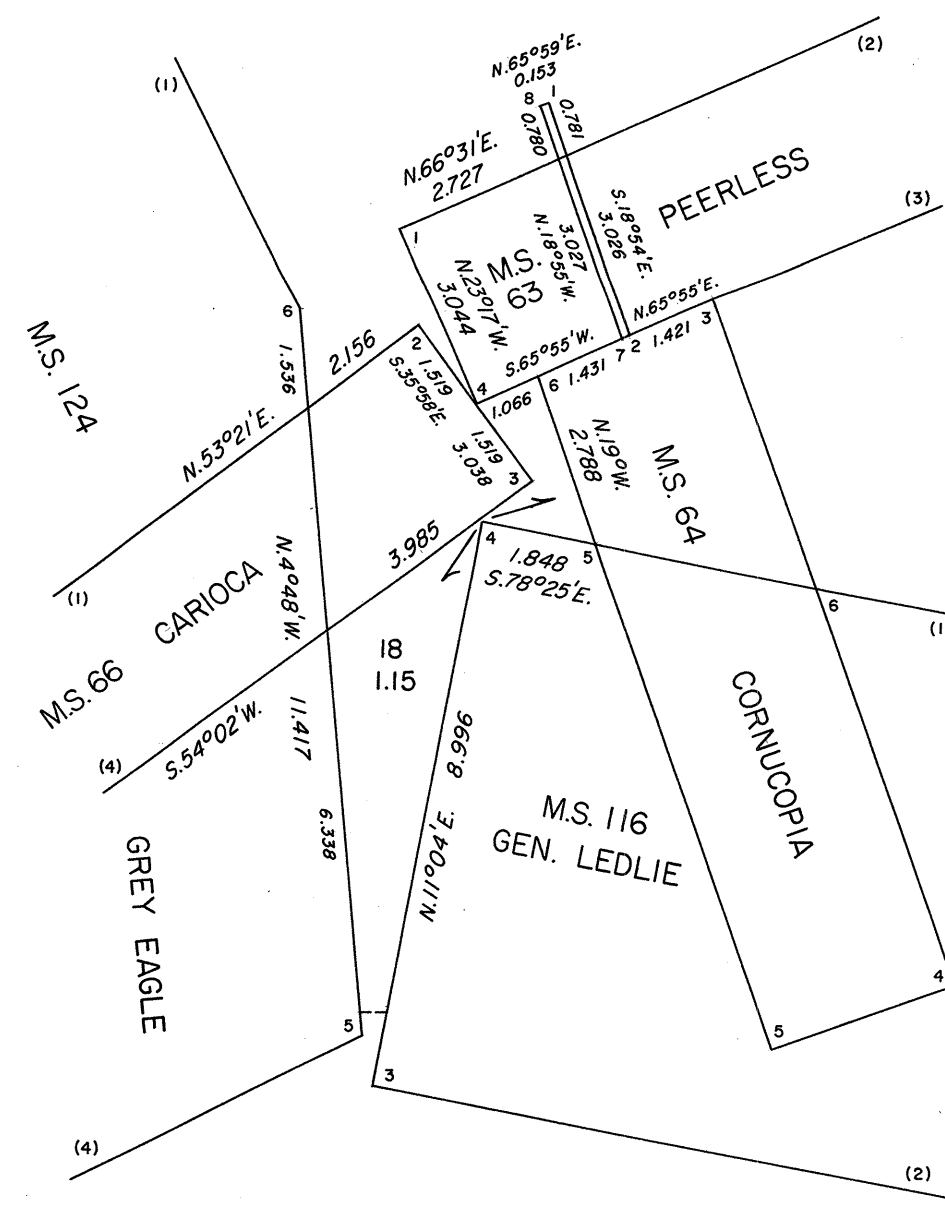 N.65°59'E.
0.153
8
1
0.780
0.781
(1)
(2)
N.66°31'E.
2.727
1
PEERLESS
(3)
S.18°54'E.
3.026
M.S.
63
3.027
N.18°55'W.
N.23°17'W.
3.044
N.65°55'E.
6
1.536
2.156
2
1.519
S.35°58'E.
S.65°55'W.
7
2
1.421
3
4
1.066
6
1.431
M.S. 124
N.53°21'E.
1.519
3.038
3
N.19°W.
2.788
M.S. 64
3.985
4
1.848
S.78°25'E.
5
6
(1
(1)
N.4°48'W.
M.S. 66 CARIOCA
18
1.15
11.417
S.54°02'W.
(4)
CORNUCOPIA
8.996
N.11°04'E.
6.338
M.S. 116
GEN. LEDLIE
GREY EAGLE
4
5
5
3
(4)
(2)